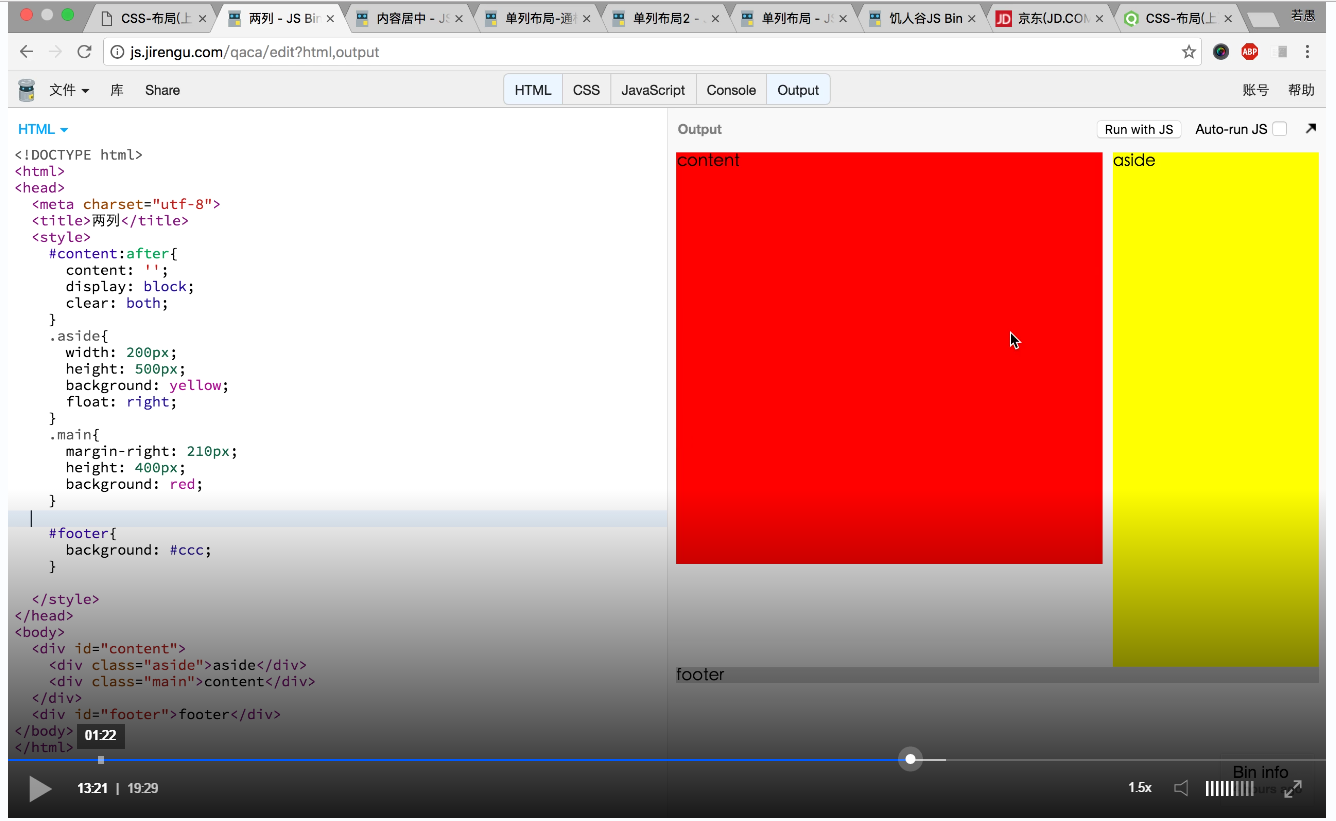 CSS-布局(上
两列 - JS Bin
内容居中 - JS
单列布局-通栏
单列布局2 - 
单列布局 - JS
饥人谷JS Bin
JD 京东(JD.COM
CSS-布局(上
若愚
js.jirengu.com/qaca/edit?html,output
ABP
文件
库
Share
HTML
CSS
JavaScript
Console
Output
账号
帮助
HTML
Output
Run with JS
Auto-run JS
<!DOCTYPE html>
<html>
<head>
<meta charset="utf-8">
<title>两列</title>
<style>
#content:after{
content: '';
display: block;
clear: both;
}
.aside{
width: 200px;
height: 500px;
background: yellow;
float: right;
}
.main{
margin-right: 210px;
height: 400px;
background: red;
}
#footer{
background: #ccc;
}
</style>
</head>
<body>
<div id="content">
<div class="aside">aside</div>
<div class="main">content</div>
</div>
<div id="footer">footer</div>
</body>
</html>
content
aside
footer
01:22
13:21 | 19:29
1.5x
Bin info